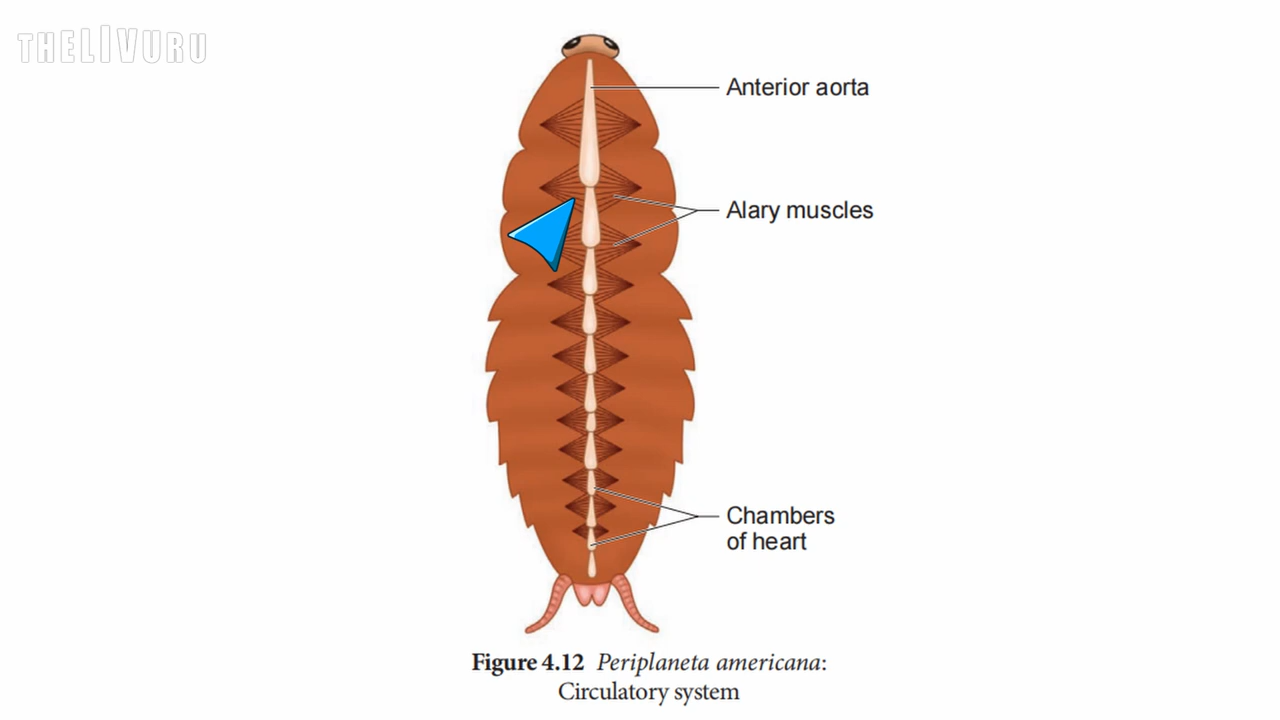 THELIVURU
Anterior aorta
Alary muscles
Chambers
of heart
Figure 4.12 Periplaneta americana:
Circulatory system